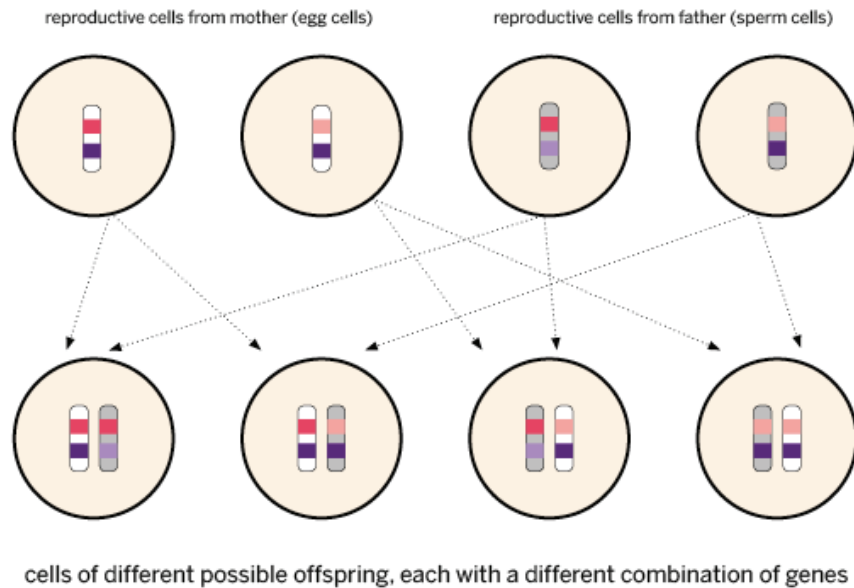 reproductive cells from mother (egg cells)
reproductive cells from father (sperm cells)
cells of different possible offspring, each with a different combination of genes